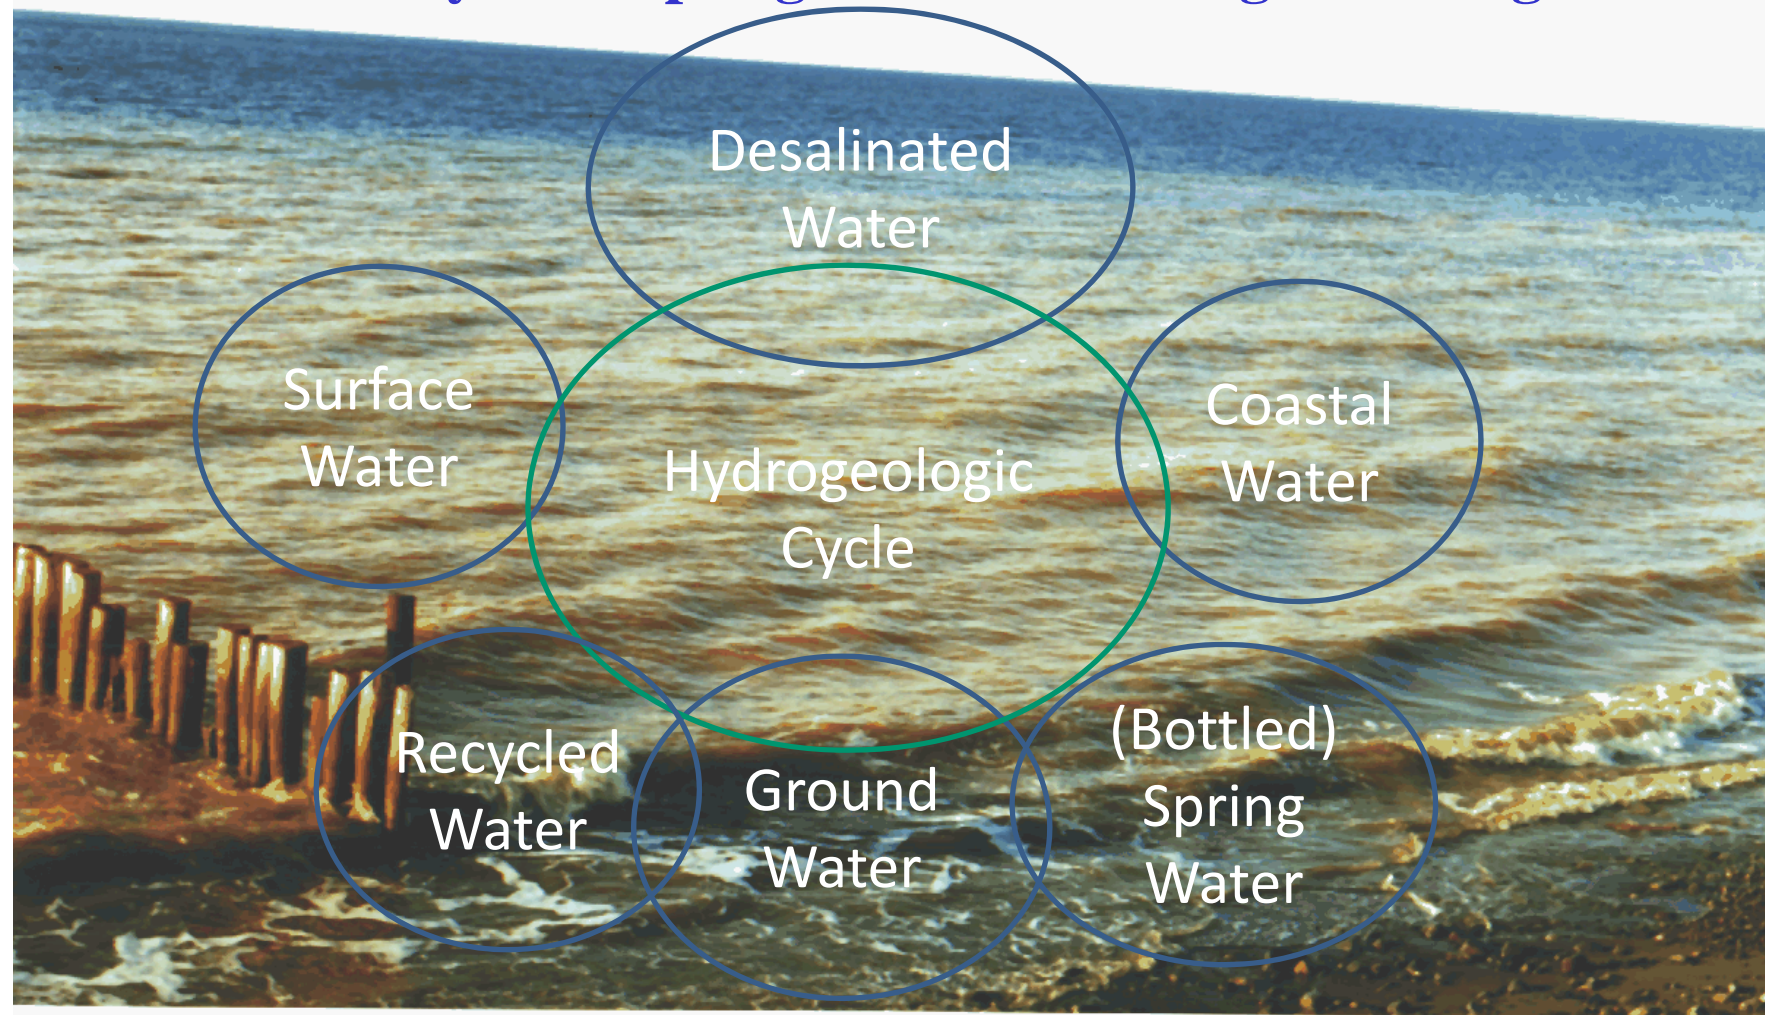 Desalinated
Water
Surface
Water
Coastal
Water
Hydrogeologic
Cycle
Recycled
Water
Ground
Water
(Bottled)
Spring
Water